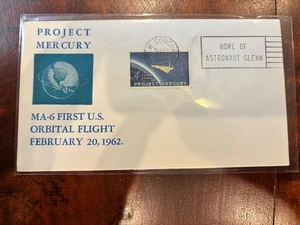 PROJECT
MERCURY
HOME OF
ASTRONAUT GLENN
PROJECT MERCURY
MA-6 FIRST U.S.
ORBITAL FLIGHT
FEBRUARY 20, 1962.